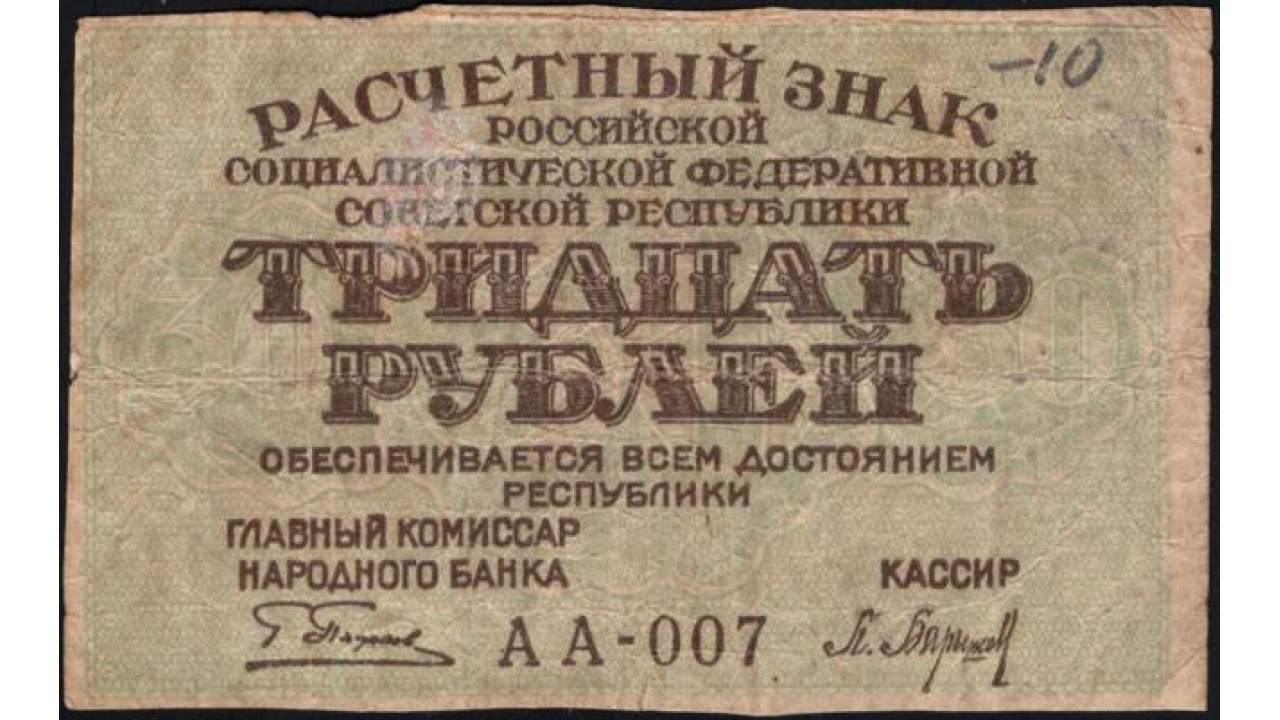 -10
РАСЧЕТНЫЙ ЗНАК
РОССИЙСКОЙ
СОЦИАЛИСТИЧЕСКОЙ ФЕДЕРАТИВНОЙ
СОВЕТСКОЙ РЕСПУБЛИКИ
ТРИДЦАТЬ
РУБЛЕЙ
ОБЕСПЕЧИВАЕТСЯ ВСЕМ ДОСТОЯНИЕМ
РЕСПУБЛИКИ
ГЛАВНЫЙ КОМИССАР
НАРОДНОГО БАНКА
КАССИР
АА-007